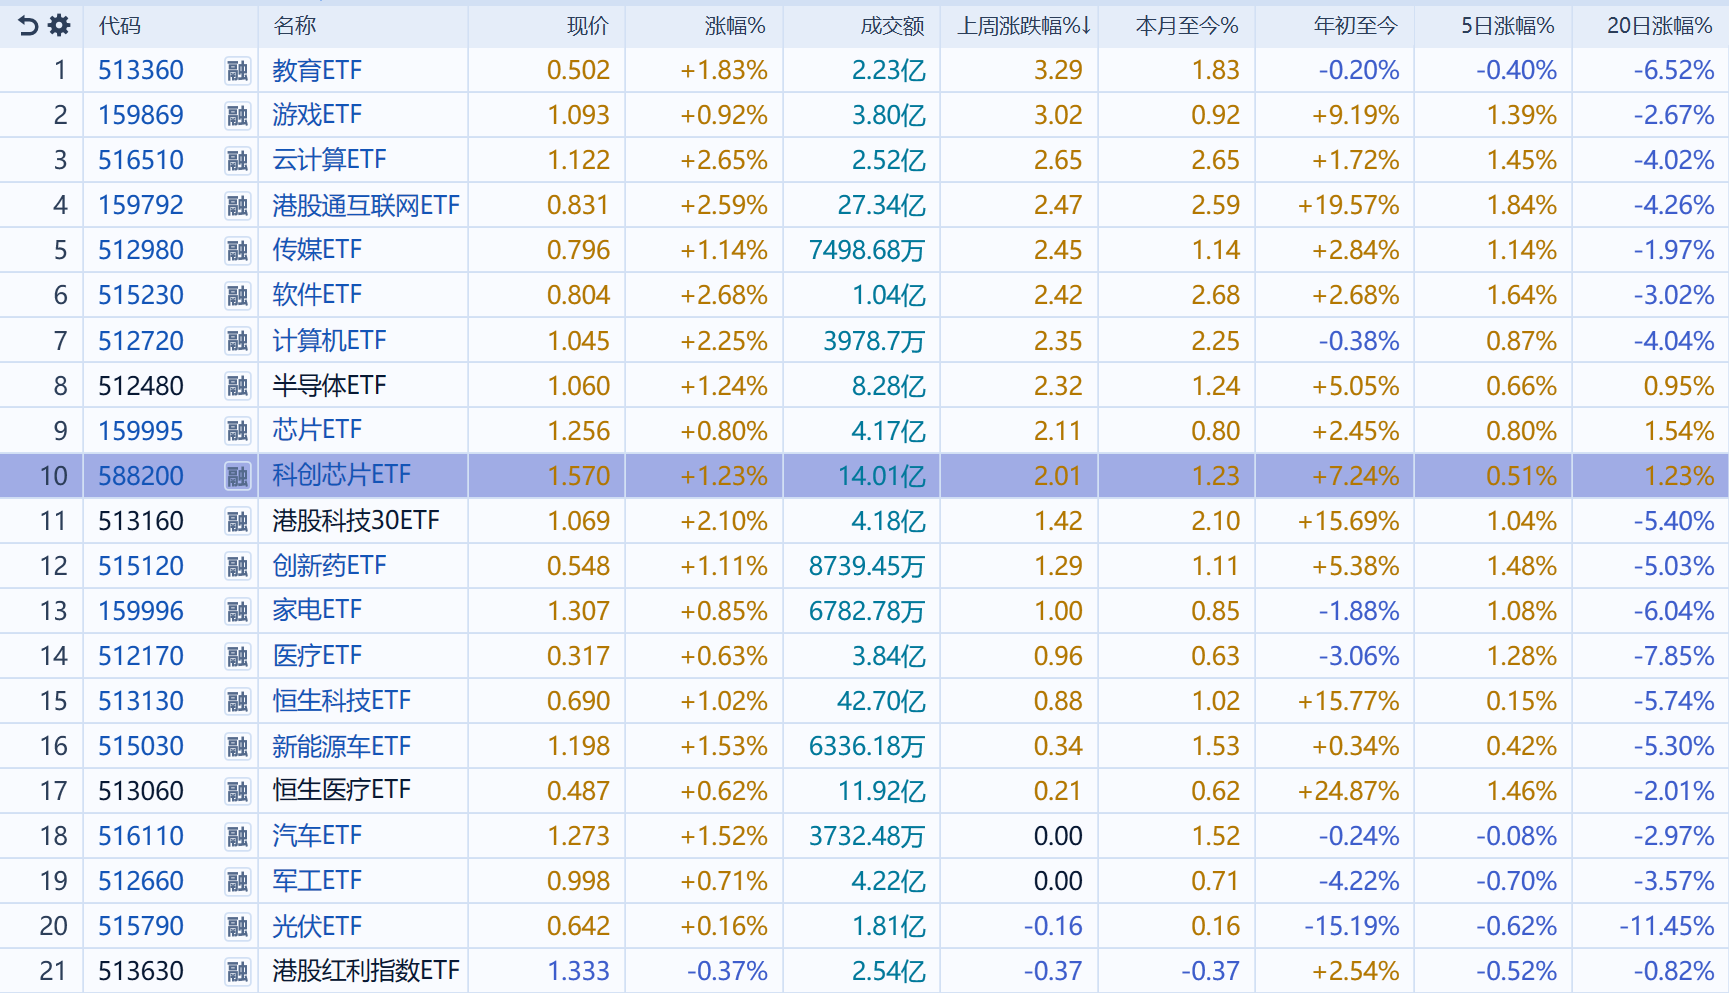 代码 名称 现价 涨幅% 成交额 上周涨跌幅%↓ 本月至今% 年初至今 5日涨幅% 20日涨幅%
1 513360 融 教育ETF 0.502 +1.83% 2.23亿 3.29 1.83 -0.20% -0.40% -6.52%
2 159869 融 游戏ETF 1.093 +0.92% 3.80亿 3.02 0.92 +9.19% 1.39% -2.67%
3 516510 融 云计算ETF 1.122 +2.65% 2.52亿 2.65 2.65 +1.72% 1.45% -4.02%
4 159792 融 港股通互联网ETF 0.831 +2.59% 27.34亿 2.47 2.59 +19.57% 1.84% -4.26%
5 512980 融 传媒ETF 0.796 +1.14% 7498.68万 2.45 1.14 +2.84% 1.14% -1.97%
6 515230 融 软件ETF 0.804 +2.68% 1.04亿 2.42 2.68 +2.68% 1.64% -3.02%
7 512720 融 计算机ETF 1.045 +2.25% 3978.7万 2.35 2.25 -0.38% 0.87% -4.04%
8 512480 融 半导体ETF 1.060 +1.24% 8.28亿 2.32 1.24 +5.05% 0.66% 0.95%
9 159995 融 芯片ETF 1.256 +0.80% 4.17亿 2.11 0.80 +2.45% 0.80% 1.54%
10 588200 融 科创芯片ETF 1.570 +1.23% 14.01亿 2.01 1.23 +7.24% 0.51% 1.23%
11 513160 融 港股科技30ETF 1.069 +2.10% 4.18亿 1.42 2.10 +15.69% 1.04% -5.40%
12 515120 融 创新药ETF 0.548 +1.11% 8739.45万 1.29 1.11 +5.38% 1.48% -5.03%
13 159996 融 家电ETF 1.307 +0.85% 6782.78万 1.00 0.85 -1.88% 1.08% -6.04%
14 512170 融 医疗ETF 0.317 +0.63% 3.84亿 0.96 0.63 -3.06% 1.28% -7.85%
15 513130 融 恒生科技ETF 0.690 +1.02% 42.70亿 0.88 1.02 +15.77% 0.15% -5.74%
16 515030 融 新能源车ETF 1.198 +1.53% 6336.18万 0.34 1.53 +0.34% 0.42% -5.30%
17 513060 融 恒生医疗ETF 0.487 +0.62% 11.92亿 0.21 0.62 +24.87% 1.46% -2.01%
18 516110 融 汽车ETF 1.273 +1.52% 3732.48万 0.00 1.52 -0.24% -0.08% -2.97%
19 512660 融 军工ETF 0.998 +0.71% 4.22亿 0.00 0.71 -4.22% -0.70% -3.57%
20 515790 融 光伏ETF 0.642 +0.16% 1.81亿 -0.16 0.16 -15.19% -0.62% -11.45%
21 513630 融 港股红利指数ETF 1.333 -0.37% 2.54亿 -0.37 -0.37 +2.54% -0.52% -0.82%